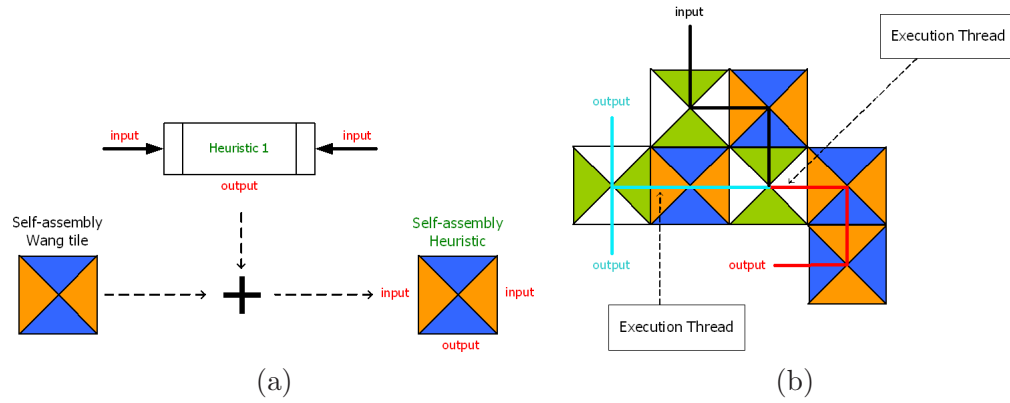 input
input
Heuristic 1
output
Self-assembly
Wang tile
Self-assembly
Heuristic
input
input
output
(a)
input
Execution Thread
output
output
output
Execution Thread
(b)